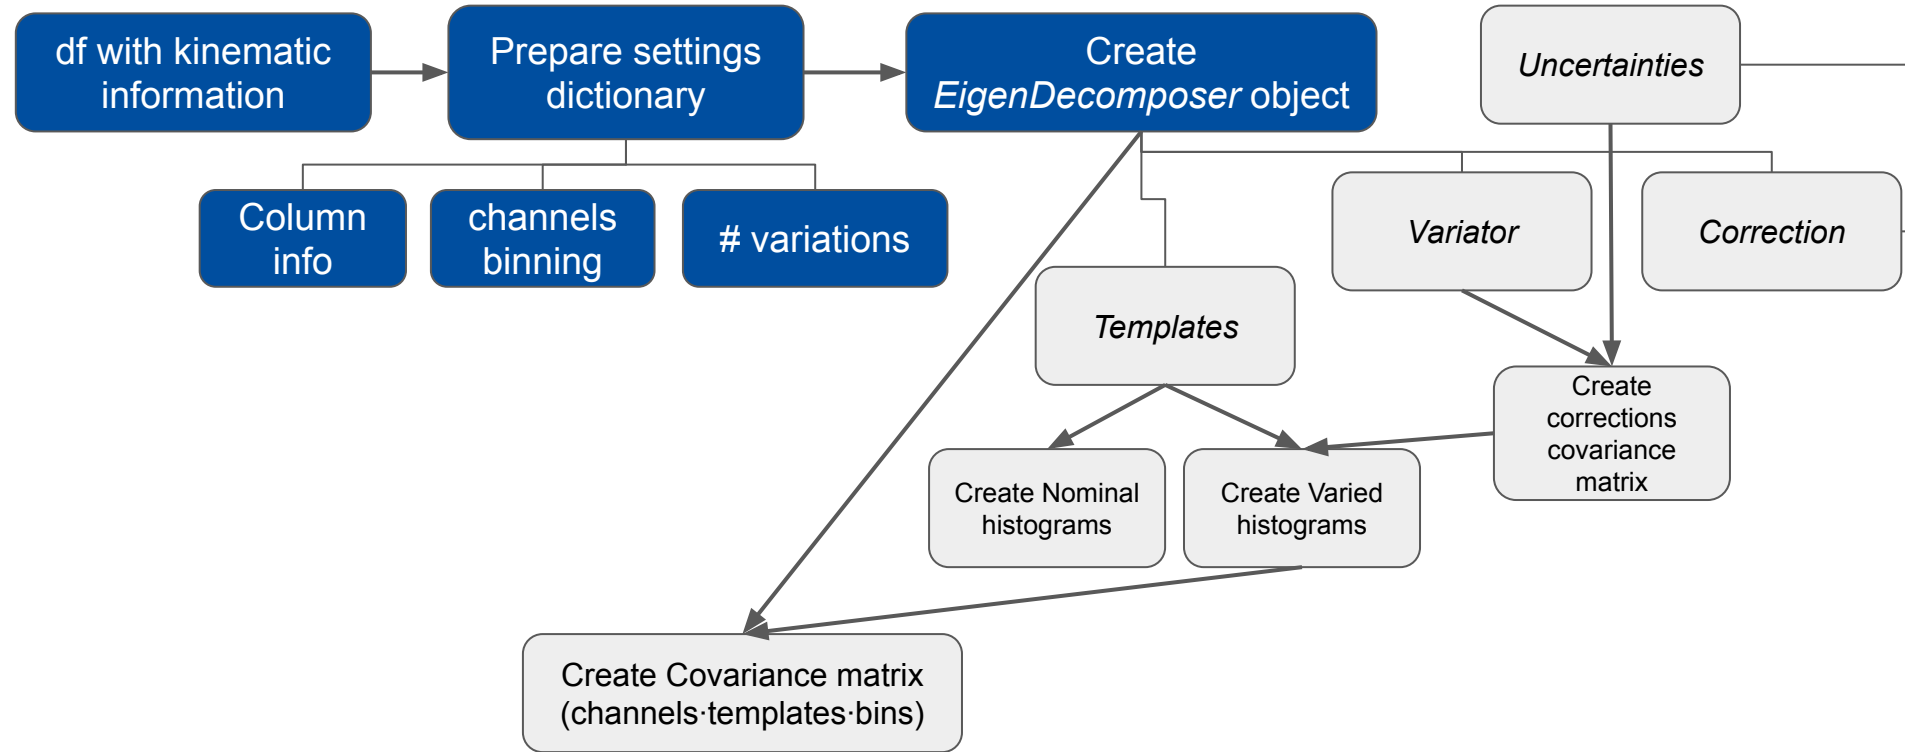 df with kinematic
information
Prepare settings
dictionary
Create
EigenDecomposer object
Uncertainties
Column
info
channels
binning
# variations
Variator
Correction
Templates
Create
corrections
covariance
matrix
Create Nominal
histograms
Create Varied
histograms
Create Covariance matrix
(channels·templates·bins)